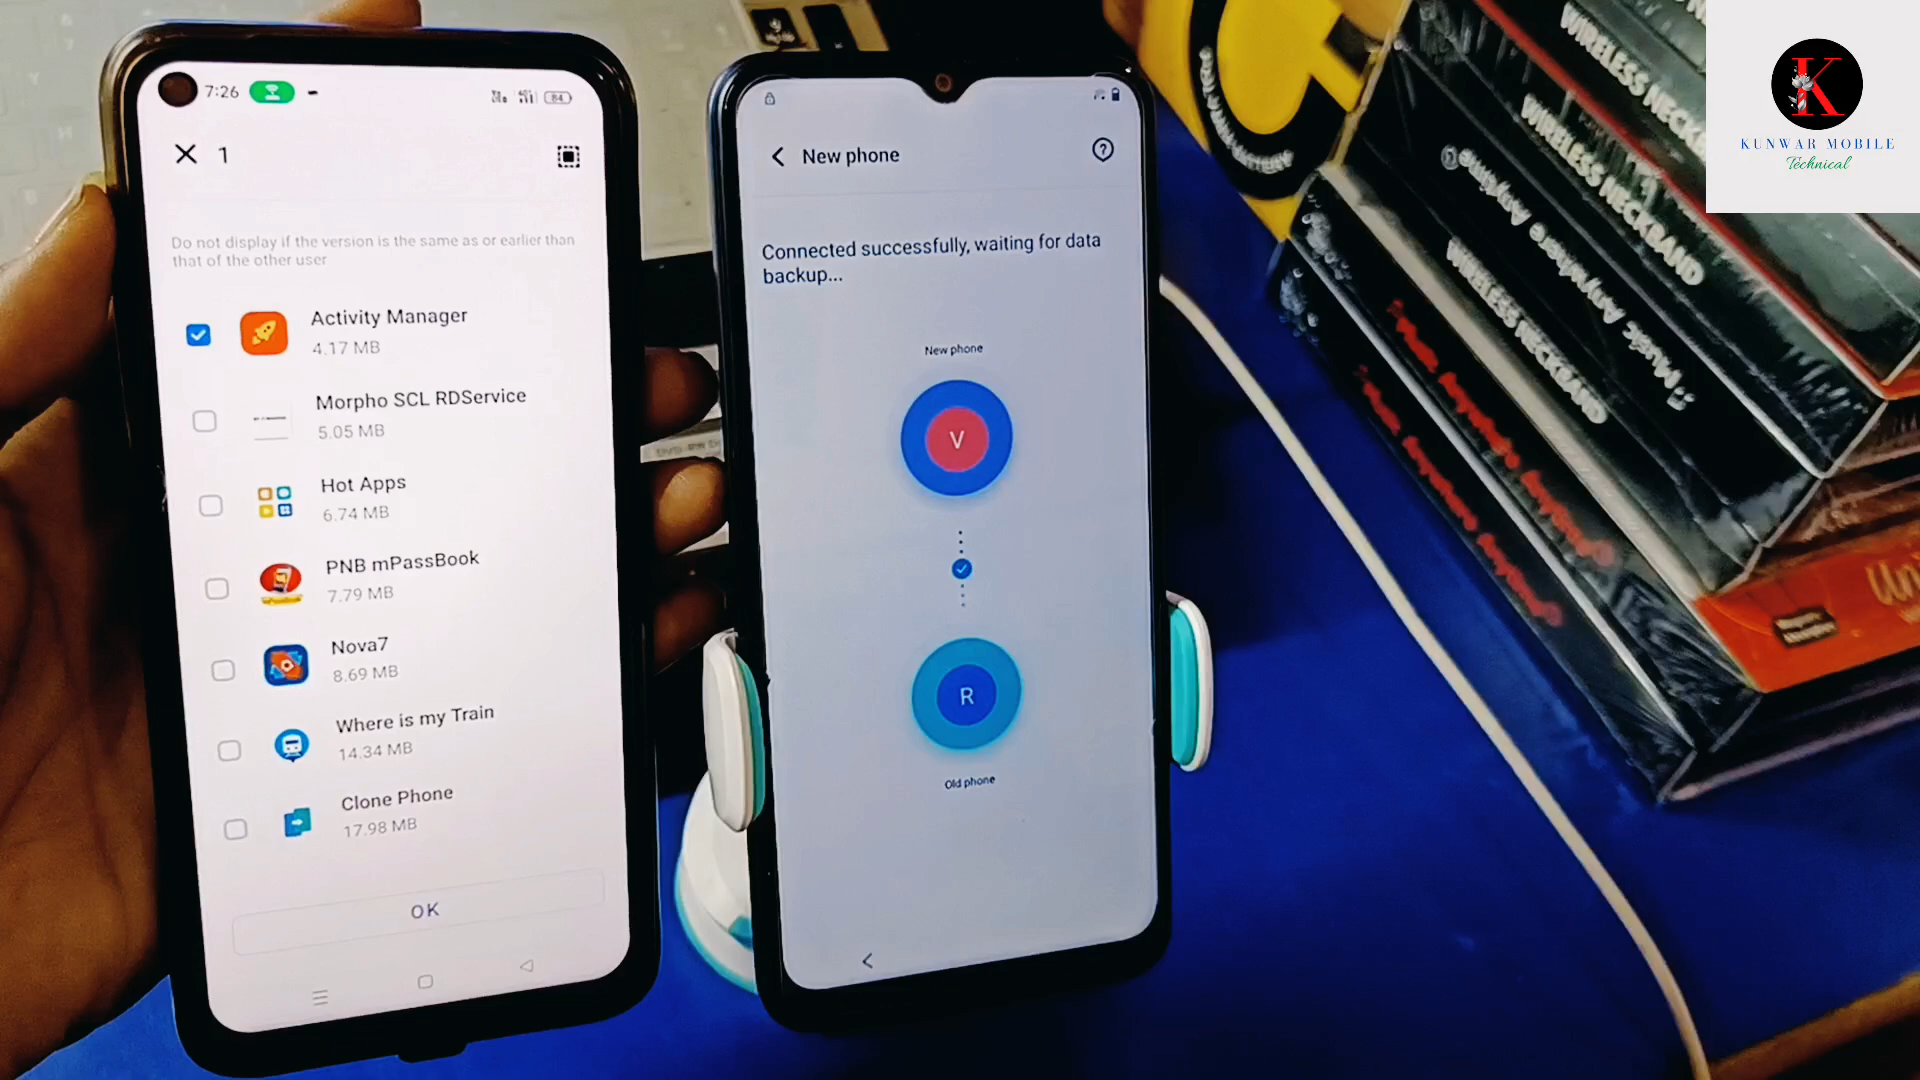 7:26
84
1
Do not display if the version is the same as or earlier than
that of the other user
Activity Manager
4.17 MB
Morpho SCL RDService
5.05 MB
Hot Apps
6.74 MB
PNB mPassBook
7.79 MB
Nova7
8.69 MB
Where is my Train
14.34 MB
Clone Phone
17.98 MB
OK
New phone
Connected successfully, waiting for data
backup...
New phone
V
R
Old phone
WIRELESS NECKBAND
WIRELESS NECKBAND
Music Anywhere Anytime
WIRELESS NECKBAND
K
KUNWAR MOBILE
Technical